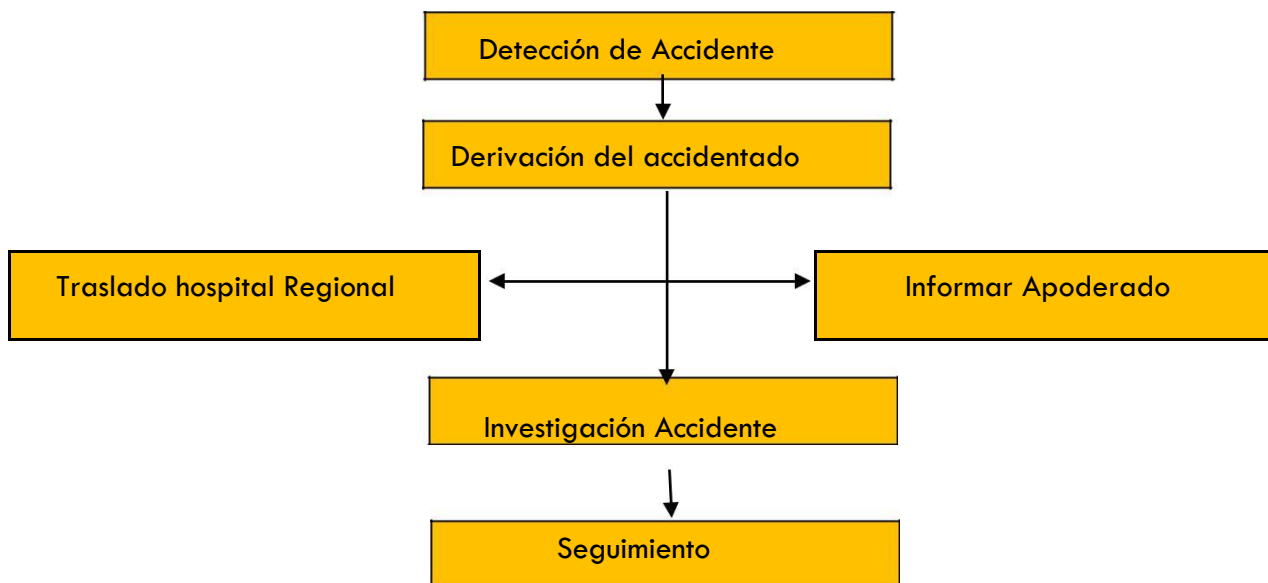 Detección de Accidente
Derivación del accidentado
Traslado hospital Regional
Informar Apoderado
Investigación Accidente
Seguimiento